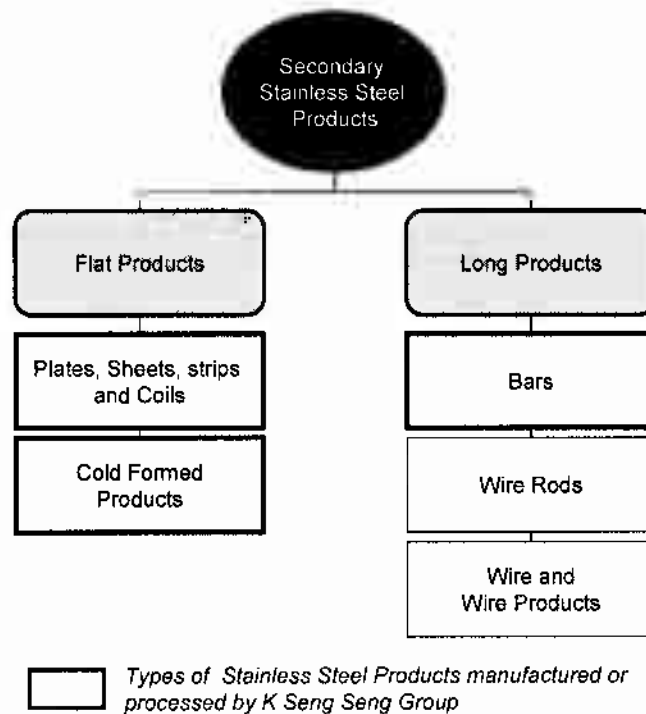 Secondary
Stainless Steel
Products
Flat Products
Long Products
Plates, Sheets, strips
and Coils
Bars
Cold Formed
Products
Wire Rods
Wire and
Wire Products
Types of Stainless Steel Products manufactured or
processed by K Seng Seng Group